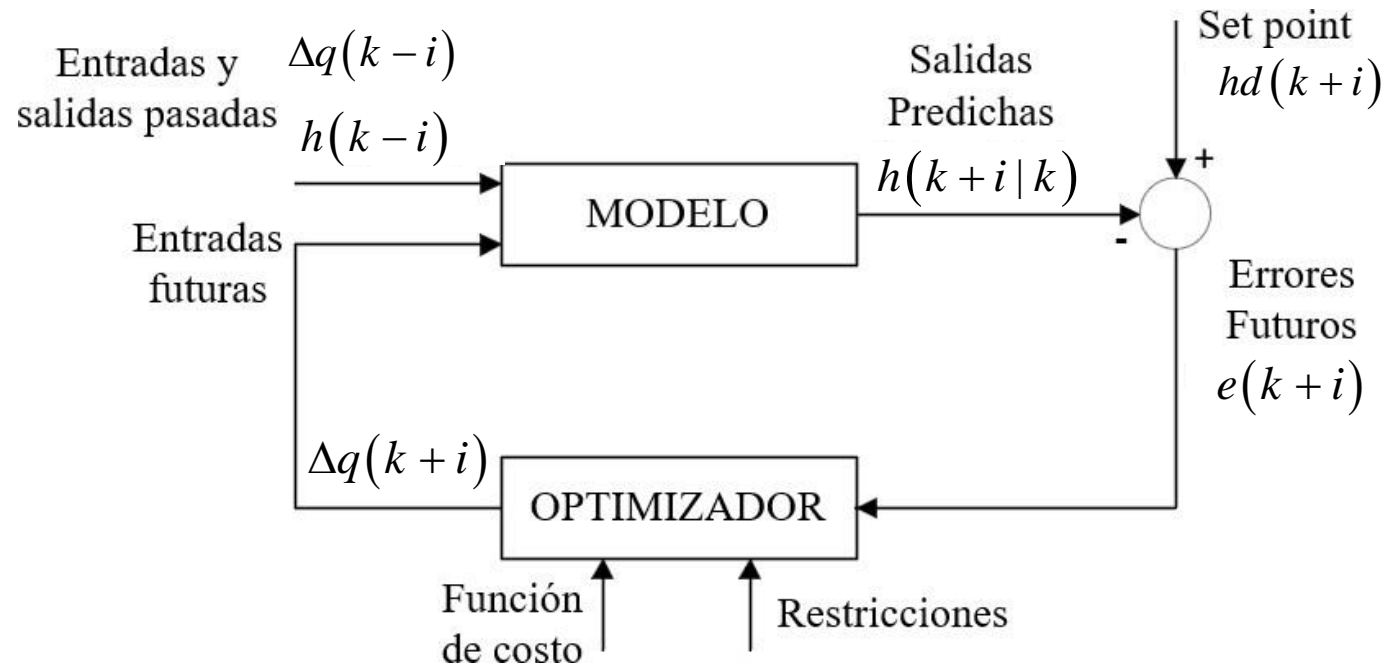 Entradas y
salidas pasadas
Δq(k − i)
h(k − i)
Entradas
futuras
MODELO
Salidas
Predichas
h(k + i | k)
Set point
hd(k + i)
+
-
Errores
Futuros
e(k + i)
Δq(k + i)
OPTIMIZADOR
Función
de costo
Restricciones